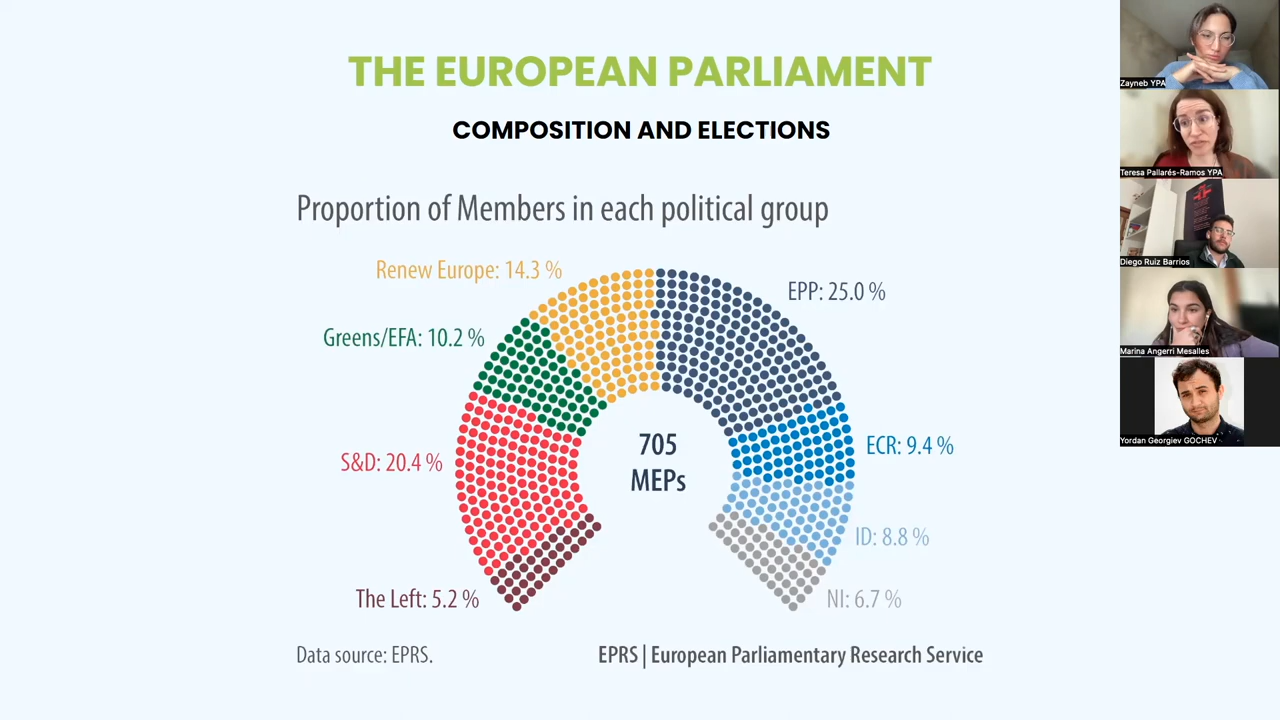 THE EUROPEAN PARLIAMENT
COMPOSITION AND ELECTIONS
Proportion of Members in each political group
Renew Europe: 14.3 %
EPP: 25.0 %
Greens/EFA: 10.2 %
ECR: 9.4 %
S&D: 20.4 %
705
MEPs
ID: 8.8 %
The Left: 5.2 %
NI: 6.7 %
Data source: EPRS.
EPRS | European Parliamentary Research Service
Zayneb YPA
Teresa Pallarés-Ramos YPA
Diego Ruiz Barrios
Marina Angerri Mesalles
Yordan Georgiev GOCHEV